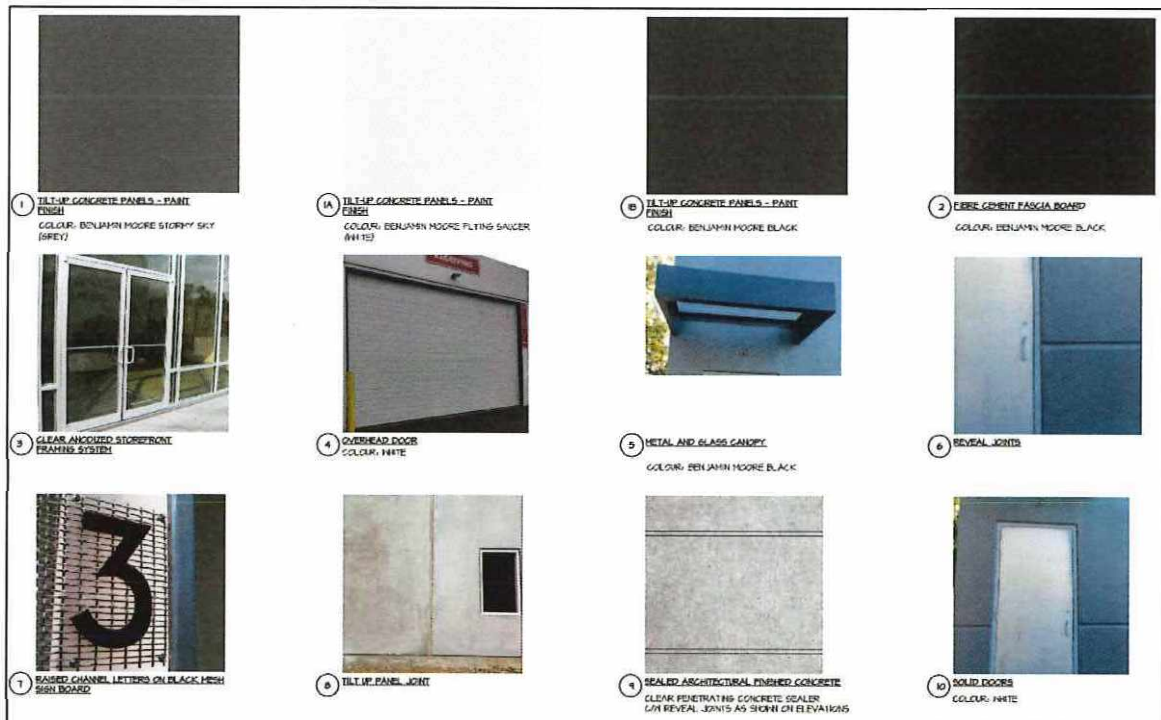 1 TILT-UP CONCRETE PANELS - PAINT
FINISH
COLOUR: BENJAMIN MOORE STORMY SKY
(GREY)
1A TILT-UP CONCRETE PANELS - PAINT
FINISH
COLOUR: BENJAMIN MOORE FLYING SAUCER
(WHITE)
1B TILT-UP CONCRETE PANELS - PAINT
FINISH
COLOUR: BENJAMIN MOORE BLACK
2 FIBRE CEMENT FASCIA BOARD
COLOUR: BENJAMIN MOORE BLACK
3 CLEAR ANODIZED STOREFRONT
FRAMING SYSTEM
4 OVERHEAD DOOR
COLOUR: WHITE
5 METAL AND GLASS CANOPY
COLOUR: BENJAMIN MOORE BLACK
6 REVEAL JOINTS
3
7 RAISED CHANNEL LETTERS ON BLACK MESH
SIGN BOARD
8 TILT UP PANEL JOINT
9 SEALED ARCHITECTURAL FINISHED CONCRETE
CLEAR PENETRATING CONCRETE SEALER
C/W REVEAL JOINTS AS SHOWN ON ELEVATIONS
10 SOLID DOORS
COLOUR: WHITE